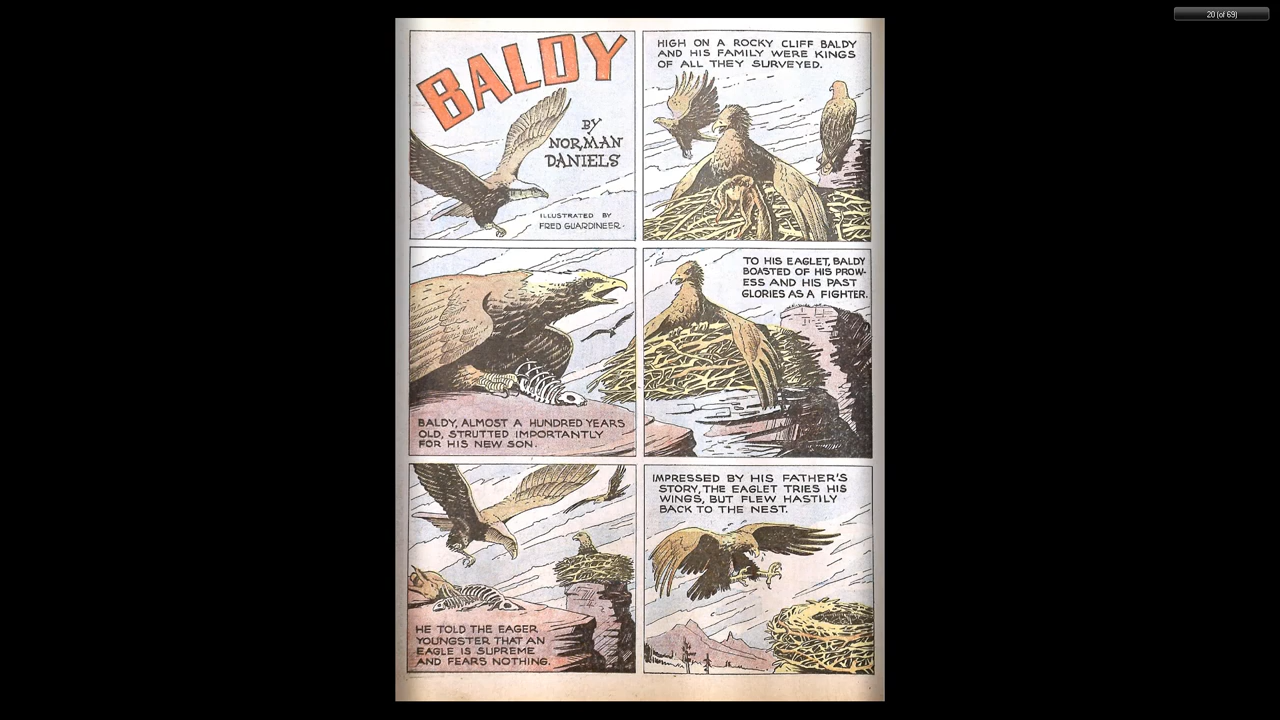 20 (of 69)
BALDY
BY
NORMAN
DANIELS
ILLUSTRATED BY
FRED GUARDINEER.
HIGH ON A ROCKY CLIFF BALDY
AND HIS FAMILY WERE KINGS
OF ALL THEY SURVEYED.
BALDY, ALMOST A HUNDRED YEARS
OLD, STRUTTED IMPORTANTLY
FOR HIS NEW SON.
TO HIS EAGLET, BALDY
BOASTED OF HIS PROW-
ESS AND HIS PAST
GLORIES AS A FIGHTER.
HE TOLD THE EAGER
YOUNGSTER THAT AN
EAGLE IS SUPREME
AND FEARS NOTHING.
IMPRESSED BY HIS FATHER'S
STORY, THE EAGLET TRIES HIS
WINGS, BUT FLEW HASTILY
BACK TO THE NEST.